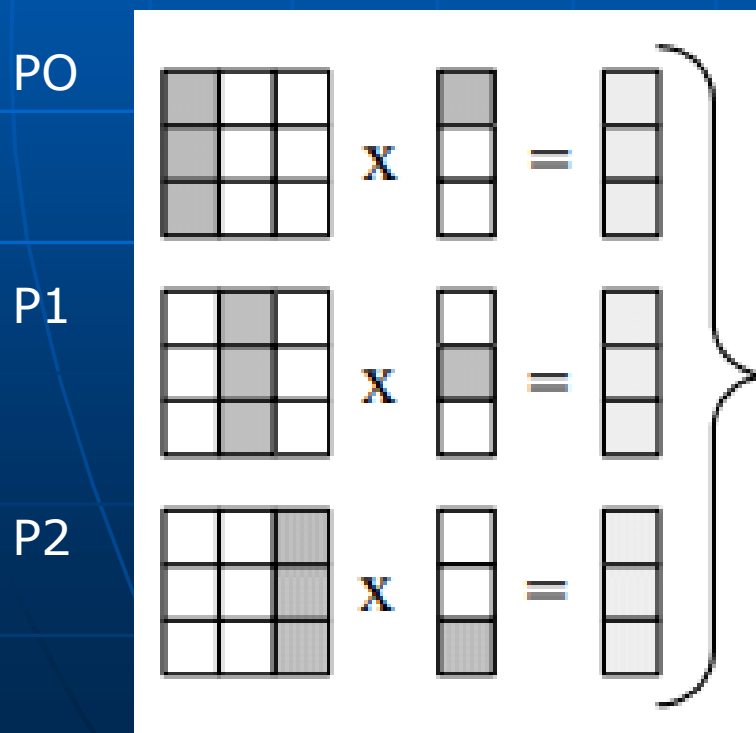 PO
x =
P1
x =
P2
x =